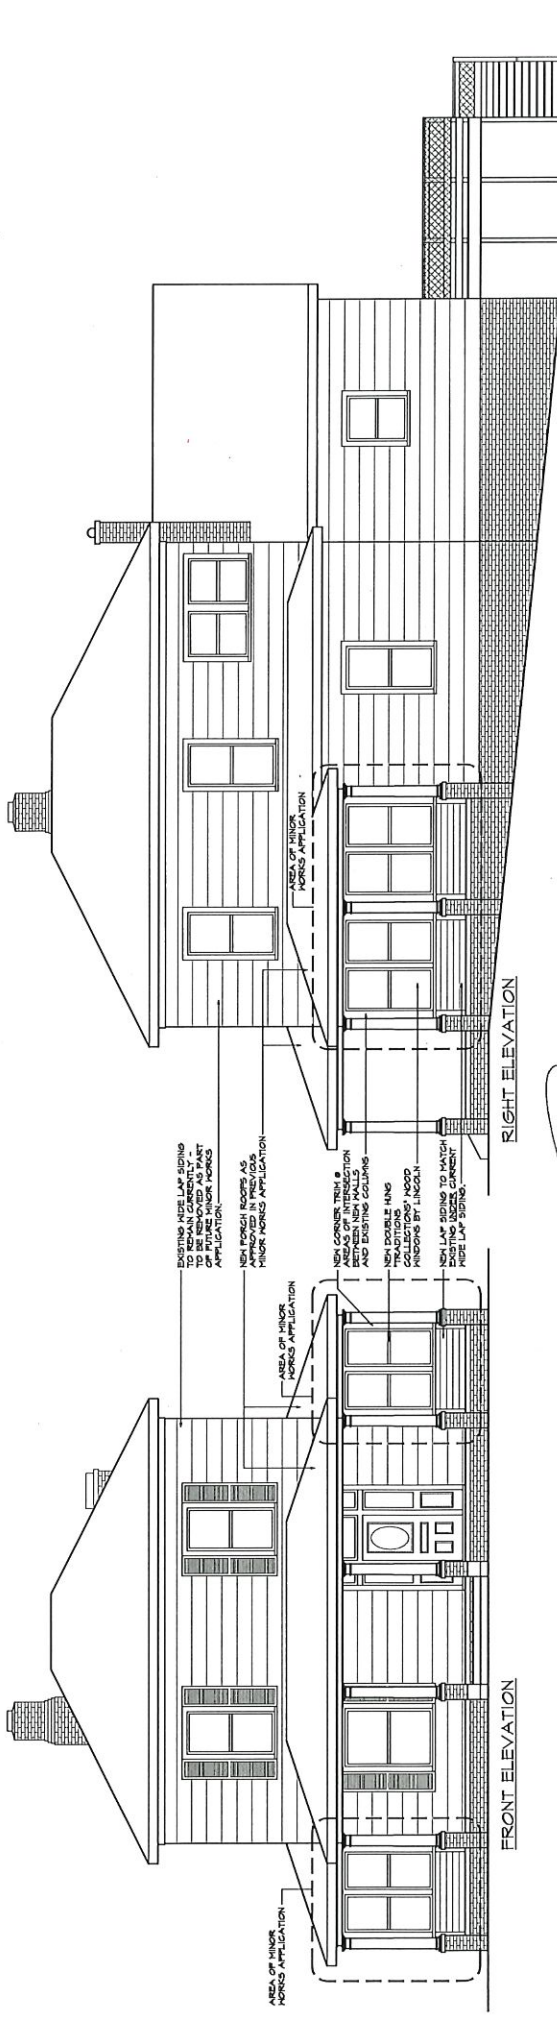 AREA OF MINOR
WORKS APPLICATION
FRONT ELEVATION
AREA OF MINOR
WORKS APPLICATION
EXISTING WIDE LAP SIDING
TO REMAIN CURRENTLY -
TO BE REMOVED AS PART
OF FUTURE MINOR WORKS
APPLICATION.
NEW PORCH ROOFS AS
APPROVED IN PREVIOUS
MINOR WORKS APPLICATION
NEW CORNER TRIM @
AREAS OF INTERSECTION
BETWEEN NEW WALLS
AND EXISTING COLUMNS
NEW DOUBLE HUNG
"TRADITIONS
COLLECTIONS" WOOD
WINDOWS BY LINCOLN
NEW LAP SIDING TO MATCH
EXISTING UNDER CURRENT
WIDE LAP SIDING.
AREA OF MINOR
WORKS APPLICATION
RIGHT ELEVATION